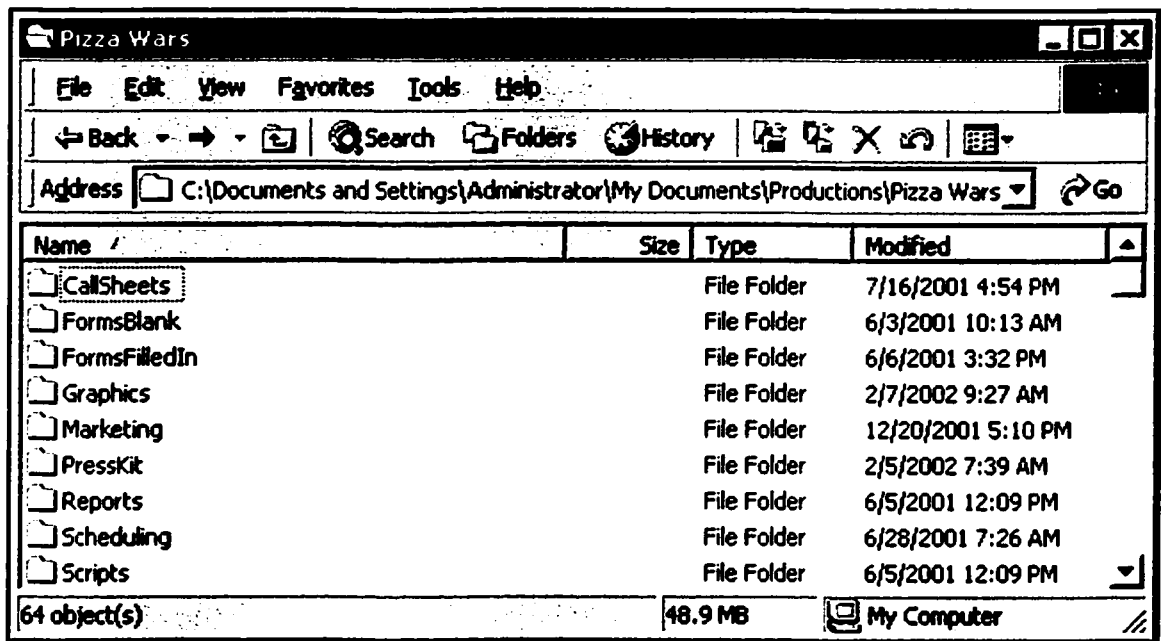 Pizza Wars
File Edit View Favorites Tools Help
Back Search Folders History
Address C:\Documents and Settings\Administrator\My Documents\Productions\Pizza Wars Go
Name Size Type Modified
CallSheets File Folder 7/16/2001 4:54 PM
FormsBlank File Folder 6/3/2001 10:13 AM
FormsFilledIn File Folder 6/6/2001 3:32 PM
Graphics File Folder 2/7/2002 9:27 AM
Marketing File Folder 12/20/2001 5:10 PM
PressKit File Folder 2/5/2002 7:39 AM
Reports File Folder 6/5/2001 12:09 PM
Scheduling File Folder 6/28/2001 7:26 AM
Scripts File Folder 6/5/2001 12:09 PM
64 object(s) 48.9 MB My Computer